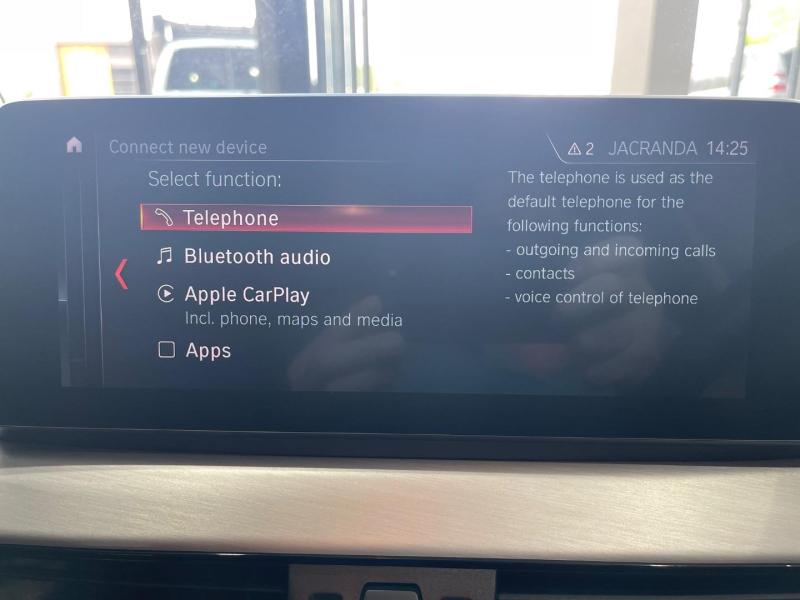 Connect new device
2 JACRANDA 14:25
Select function:
Telephone
Bluetooth audio
Apple CarPlay
Incl. phone, maps and media
Apps
The telephone is used as the
default telephone for the
following functions:
- outgoing and incoming calls
- contacts
- voice control of telephone